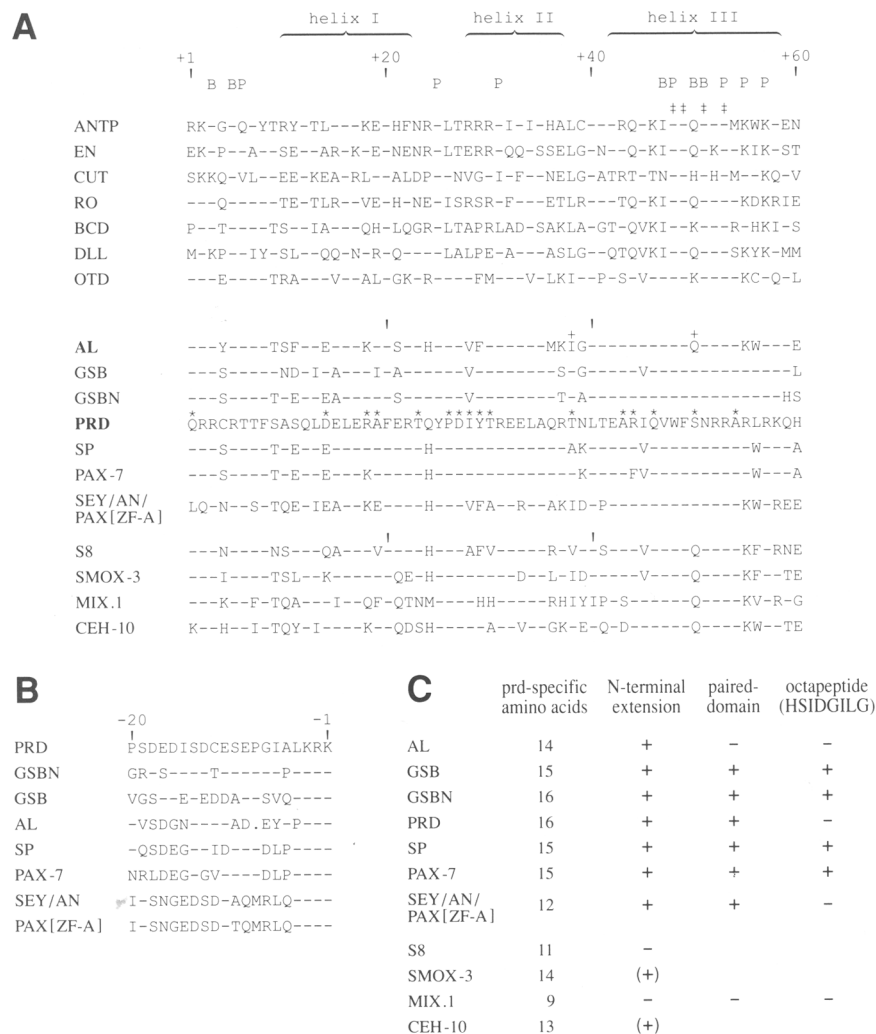 A
helix I helix II helix III
+1 +20 +40 +60
B BP P P BP BB P P P
‡‡ ‡ ‡
ANTP RK-G-Q-YTRY-TL---KE-HFNR-LTRRR-I-I-HALC---RQ-KI--Q---MKWK-EN
EN EK-P--A--SE--AR-K-E-NENR-LTERR-QQ-SSELG-N--Q-KI-Q-K--KIK-ST
CUT SKKQ-VL--EE-KEA-RL--ALDP--NVG-I-F--NELG-ATRT-TN--H-H-M--KQ-V
RO ---Q-----TE-TLR--VE-H-NE-ISRSR-F---ETLR---TQ-KI--Q----KDKRIE
BCD P--T-----TS--IA---QH-LQGRLTAPRLAD-SAKLA-GT-QVKI--K---R-HKI-S
DLL M-KP--IY-SL--QQ-N-R-Q----LALPE-A---ASLG--QTQVKI--Q---SKYK-MM
OTD ---E-----TRA---V--AL-GK-R----FM--V-LKI--P-S--V----K---KC-Q-L
+ +
AL ---Y----TSF--E----K--S---H---VF-------MKIG---------Q----KW---E
GSB ---S-----ND-I-A---I-A-----V--------S-G-----V--------------L
GSBN ---S----T-E--EA---S-------V--------T-A-------------------HS
* * ** * **** * ** * * *
PRD QRRCRTTFSASQLDELERAFERTQYPDIYTREELAQRTNLTEARIQVWFSNRRARLRKQH
SP ---S----T-E--E---------H-------------AK-----V----------W---A
PAX-7 ---S----T-E--E---K--------------------K----FV----------W---A
SEY/AN/
PAX[ZF-A] LQ-N--S-TQE-IEA--KE----H---VFA--R--AKID-P-------------KW-REE
S8 ---N----NS---QA---V----H---AFV-----R-V--S---V----Q----KF-RNE
SMOX-3 ---I----TSL--K------QE-H--------D--L-ID-----V----Q----KF--TE
MIX.1 ---K--F-TQA---I--QF-QTNM---HH-----RHIYIP-S-------Q----KV-R-G
CEH-10 K--H--I-TQY-I----K--QDSH-----A--V--GK-E--Q-D-----Q----KW--TE
B
-20 -1
PRD PSDEDISDCESEPGIALKRK
GSBN GR-S----T------P----
GSB VGS--E-EDDA--SVQ----
AL -VSDGN----AD.EY-P----
SP -QSDEG--ID---DLP----
PAX-7 NRLDEG-GV----DLP----
SEY/AN I-SNGEDSD-AQMRLQ----
PAX[ZF-A] I-SNGEDSD-TQMRLQ----
C
prd-specific amino acids N-terminal extension paired-domain octapeptide (HSIDGILG)
AL 14 + − −
GSB 15 + + +
GSBN 16 + + +
PRD 16 + + −
SP 15 + + +
PAX-7 15 + + +
SEY/AN/
PAX[ZF-A] 12 + + −
S8 11 −
SMOX-3 14 (+)
MIX.1 9 − − −
CEH-10 13 (+)